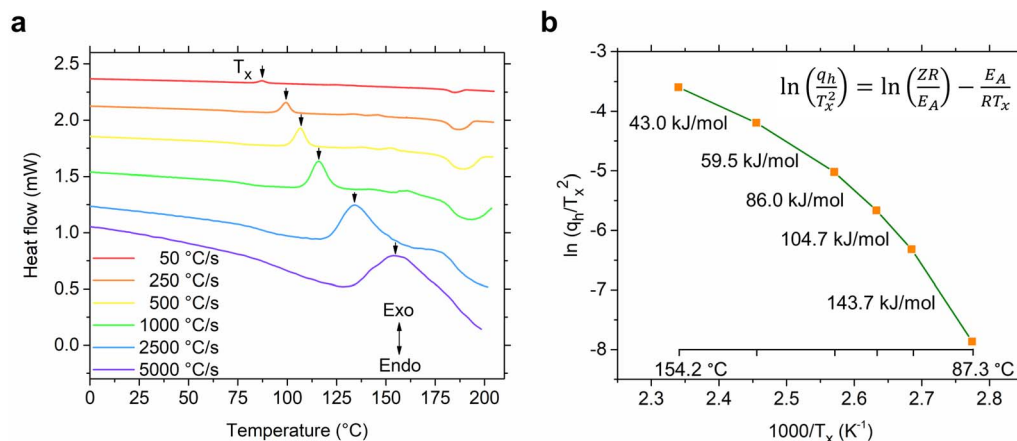 a
2.5
2.0
1.5
1.0
0.5
0.0
Heat flow (mW)
Tx
50 °C/s
250 °C/s
500 °C/s
1000 °C/s
2500 °C/s
5000 °C/s
Exo
Endo
0 25 50 75 100 125 150 175 200
Temperature (°C)
b
-3
-4
-5
-6
-7
-8
ln (qh/Tx²)
ln(qh/Tx²) = ln(ZR/EA) − EA/RTx
43.0 kJ/mol
59.5 kJ/mol
86.0 kJ/mol
104.7 kJ/mol
143.7 kJ/mol
154.2 °C 87.3 °C
2.3 2.4 2.5 2.6 2.7 2.8
1000/Tx (K⁻¹)